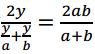 2y/(y/a+y/b) = 2ab/(a+b)